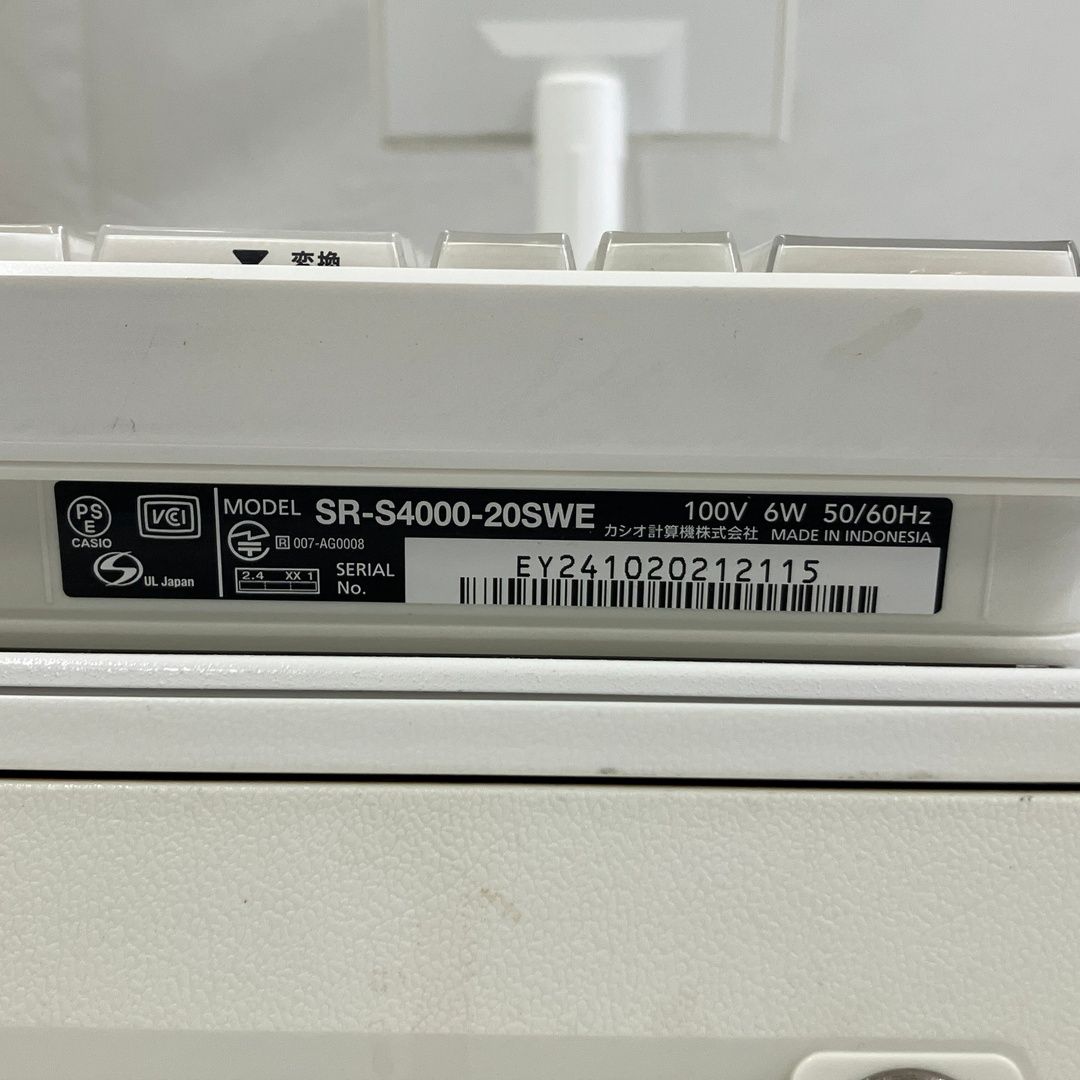 変換
PS
E
CASIO
VCI
UL Japan
MODEL SR-S4000-20SWE 100V 6W 50/60Hz
カシオ計算機株式会社 MADE IN INDONESIA
R 007-AG0008
2.4 XX 1
SERIAL
No.
EY241020212115